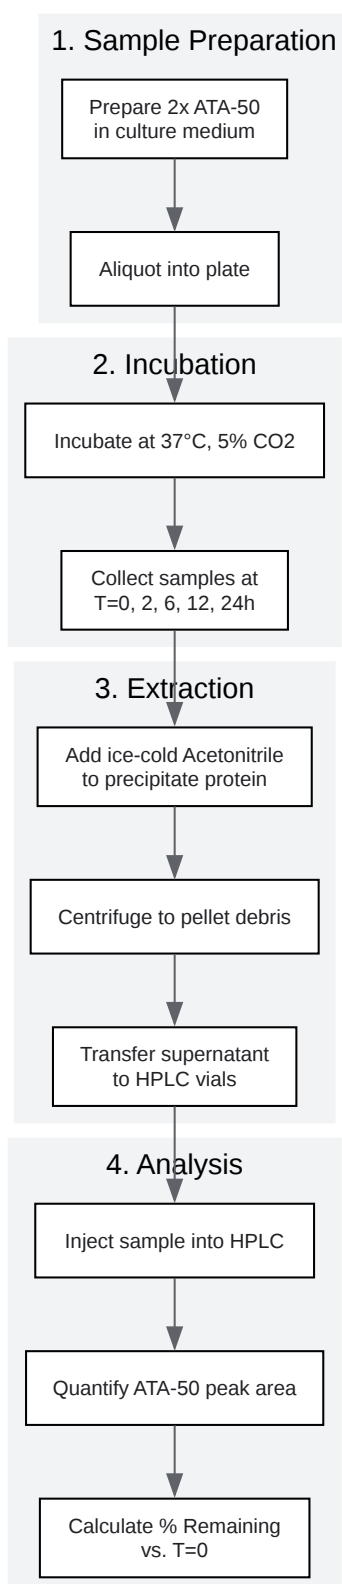 1. Sample Preparation
Prepare 2x ATA-50
in culture medium
Aliquot into plate
2. Incubation
Incubate at 37°C, 5% CO2
Collect samples at
T=0, 2, 6, 12, 24h
3. Extraction
Add ice-cold Acetonitrile
to precipitate protein
Centrifuge to pellet debris
Transfer supernatant
to HPLC vials
4. Analysis
Inject sample into HPLC
Quantify ATA-50 peak area
Calculate % Remaining
vs. T=0